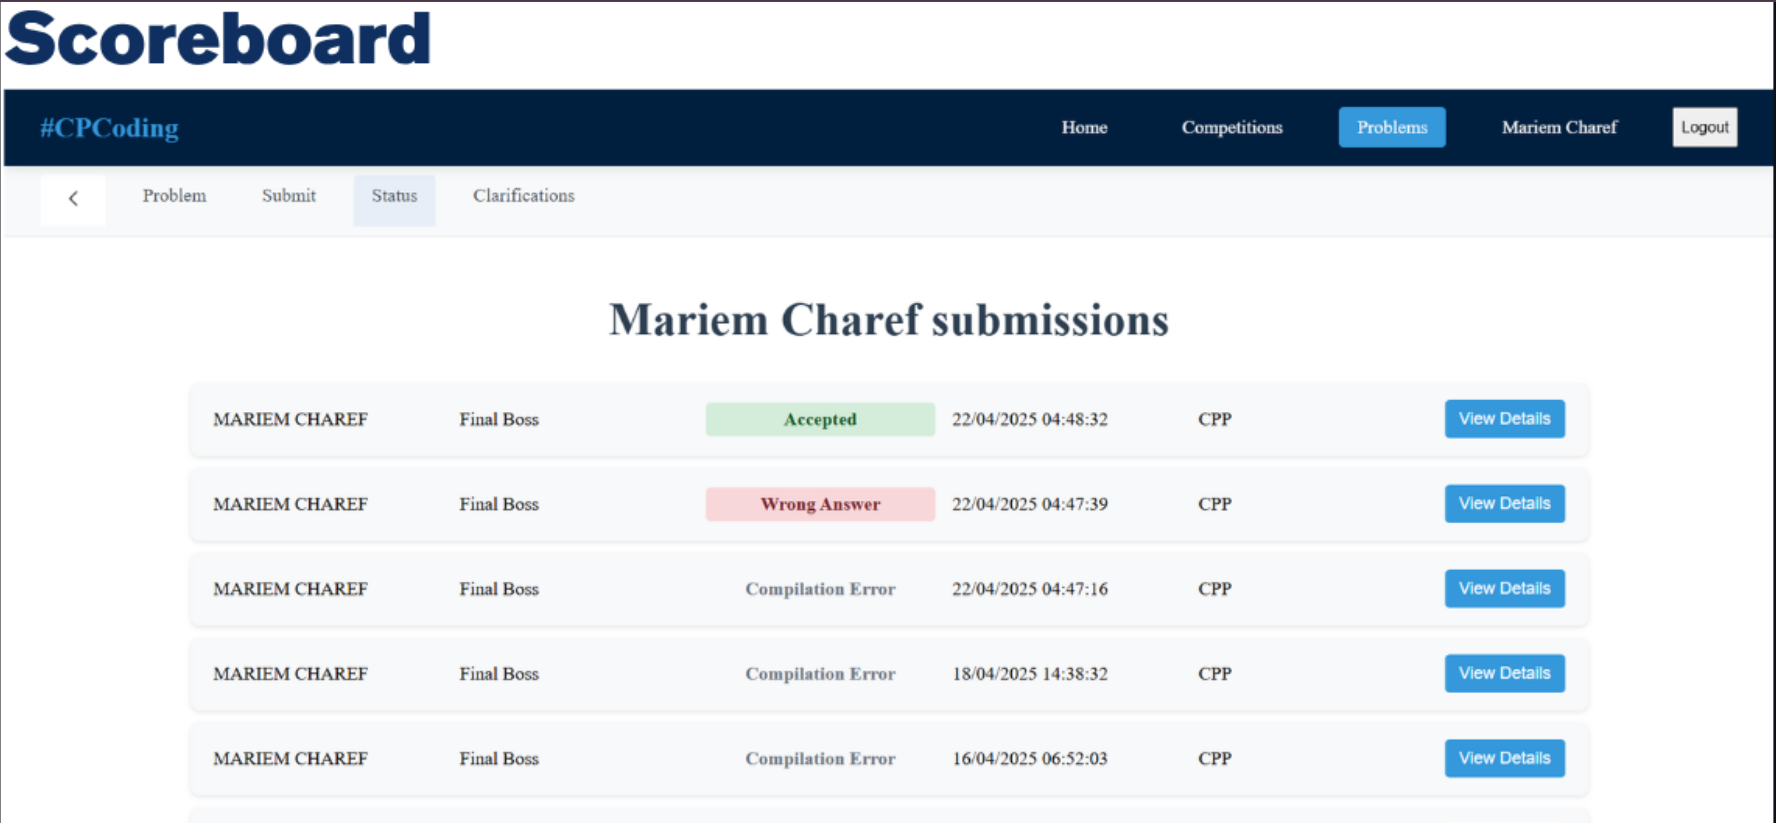 Scoreboard
#CPCoding Home Competitions Problems Mariem Charef Logout
Problem Submit Status Clarifications
Mariem Charef submissions
MARIEM CHAREF Final Boss Accepted 22/04/2025 04:48:32 CPP View Details
MARIEM CHAREF Final Boss Wrong Answer 22/04/2025 04:47:39 CPP View Details
MARIEM CHAREF Final Boss Compilation Error 22/04/2025 04:47:16 CPP View Details
MARIEM CHAREF Final Boss Compilation Error 18/04/2025 14:38:32 CPP View Details
MARIEM CHAREF Final Boss Compilation Error 16/04/2025 06:52:03 CPP View Details